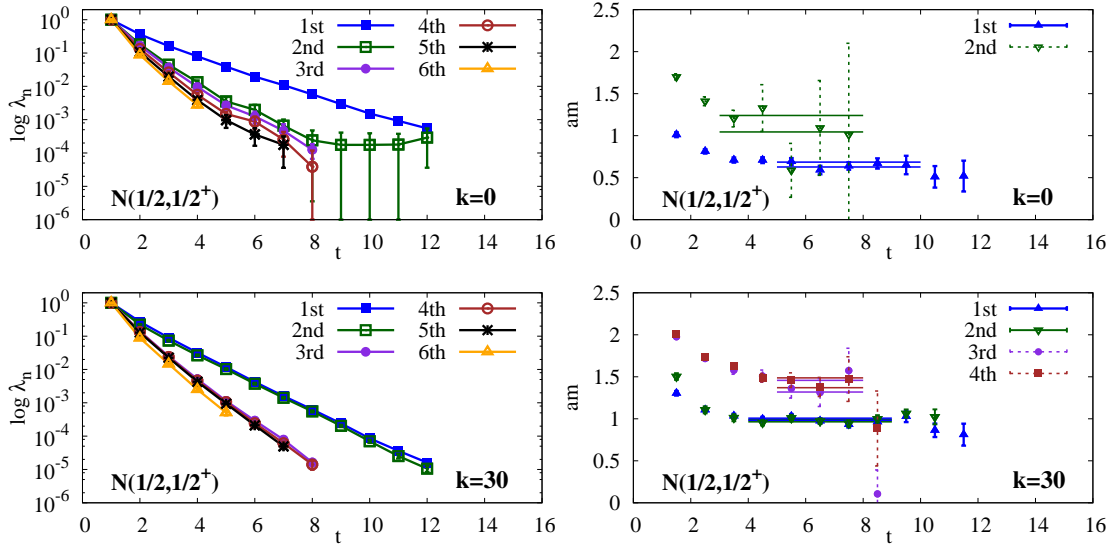 10^0
10^-1
10^-2
10^-3
10^-4
10^-5
10^-6
log λ_n
1st
2nd
3rd
4th
5th
6th
N(1/2,1/2^+)
k=0
0 2 4 6 8 10 12 14 16
t
2.5
2
1.5
1
0.5
0
am
1st
2nd
N(1/2,1/2^+)
k=0
0 2 4 6 8 10 12 14 16
t
10^0
10^-1
10^-2
10^-3
10^-4
10^-5
10^-6
log λ_n
1st
2nd
3rd
4th
5th
6th
N(1/2,1/2^+)
k=30
0 2 4 6 8 10 12 14 16
t
2.5
2
1.5
1
0.5
0
am
1st
2nd
3rd
4th
N(1/2,1/2^+)
k=30
0 2 4 6 8 10 12 14 16
t